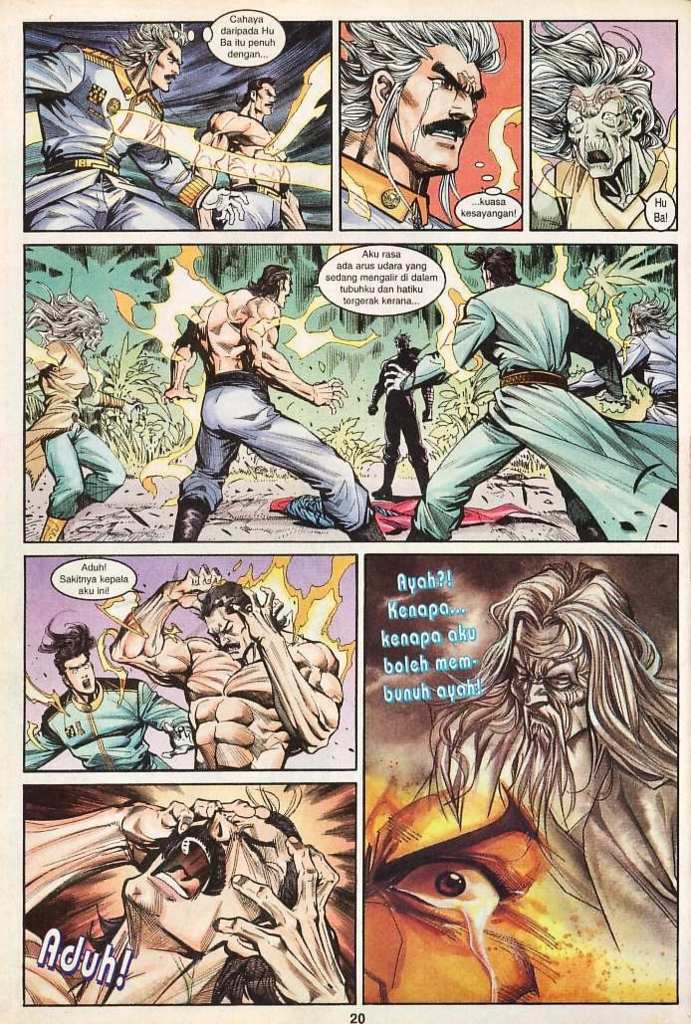 Cahaya
daripada Hu
Ba itu penuh
dengan...
...kuasa
kesayangan!
Hu
Ba!
Aku rasa
ada arus udara yang
sedang mengalir di dalam
tubuhku dan hatiku
tergerak kerana...
Aduh!
Sakitnya kepala
aku ini!
Ayah?!
Kenapa...
kenapa aku
boleh mem-
bunuh ayah!
Aduh!
20